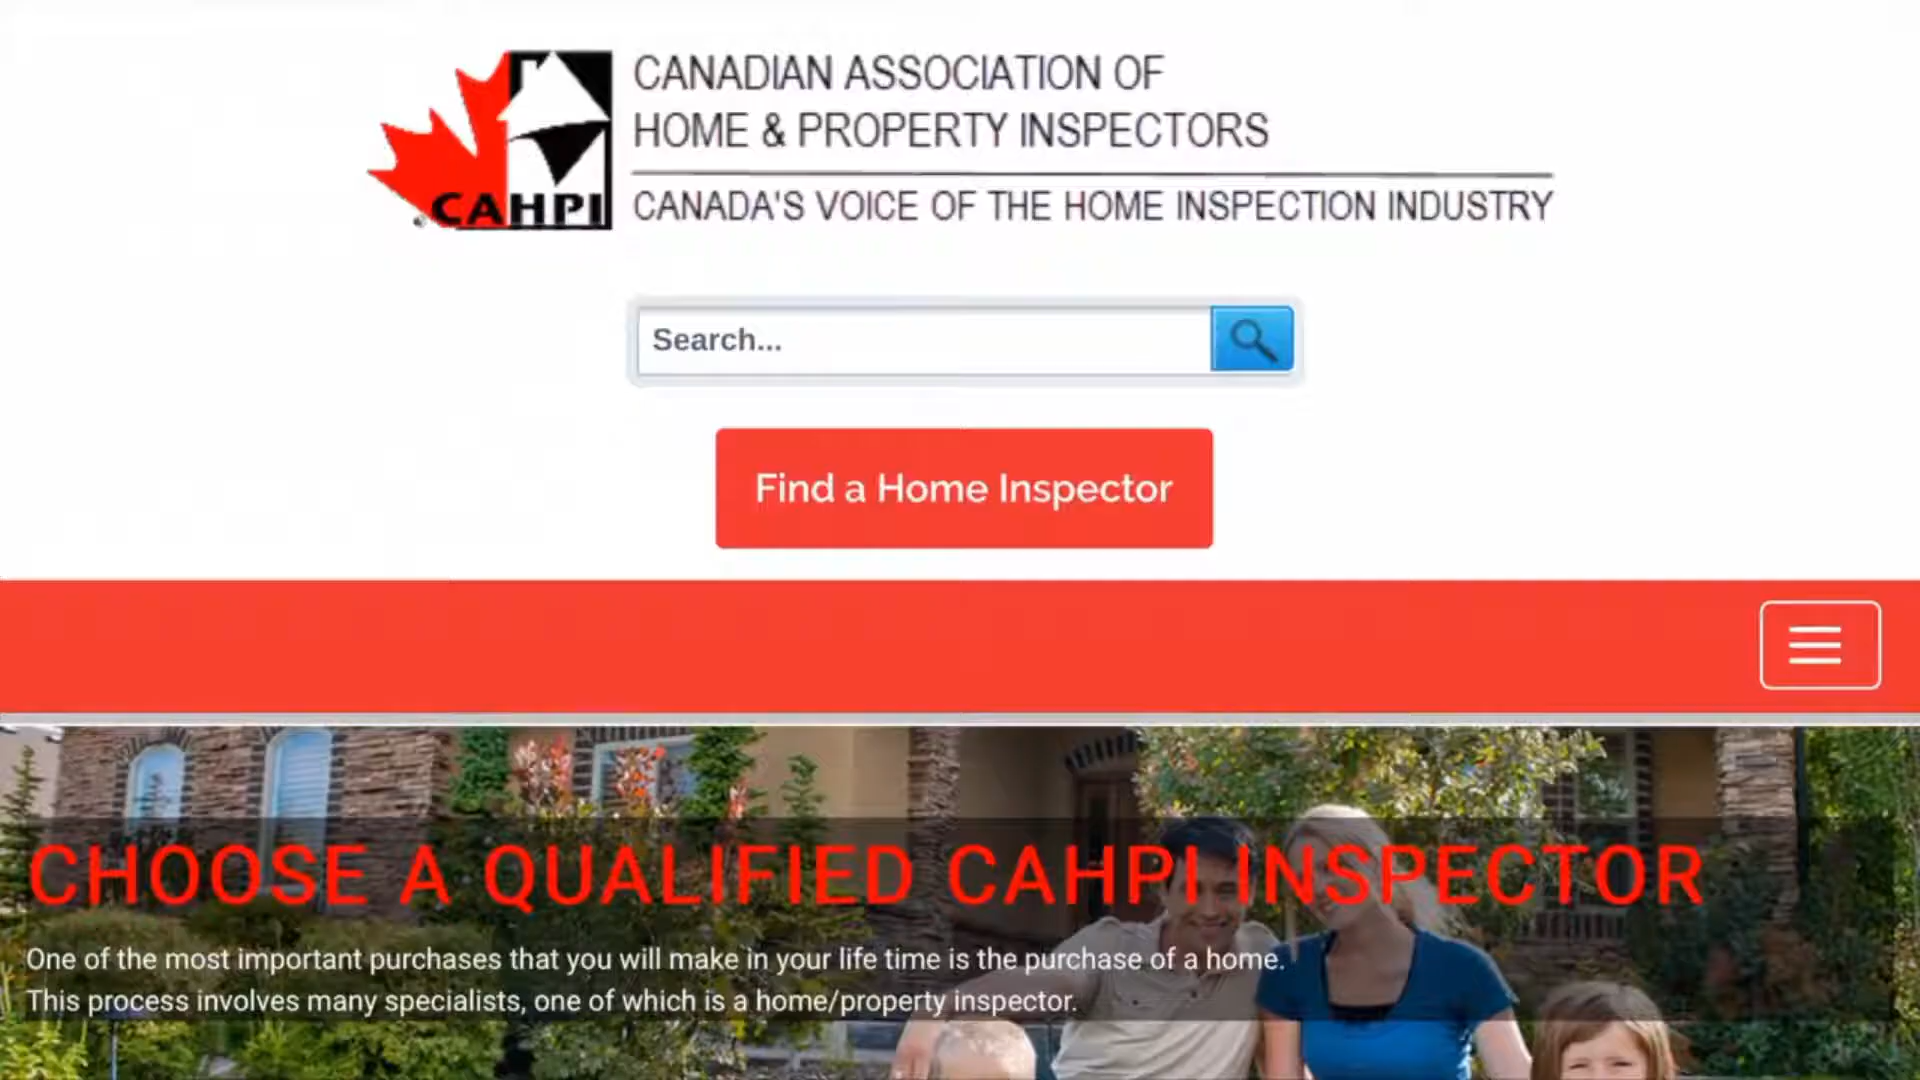 CAHPI
CANADIAN ASSOCIATION OF
HOME & PROPERTY INSPECTORS
CANADA'S VOICE OF THE HOME INSPECTION INDUSTRY
Search...
Find a Home Inspector
CHOOSE A QUALIFIED CAHPI INSPECTOR
One of the most important purchases that you will make in your life time is the purchase of a home.
This process involves many specialists, one of which is a home/property inspector.